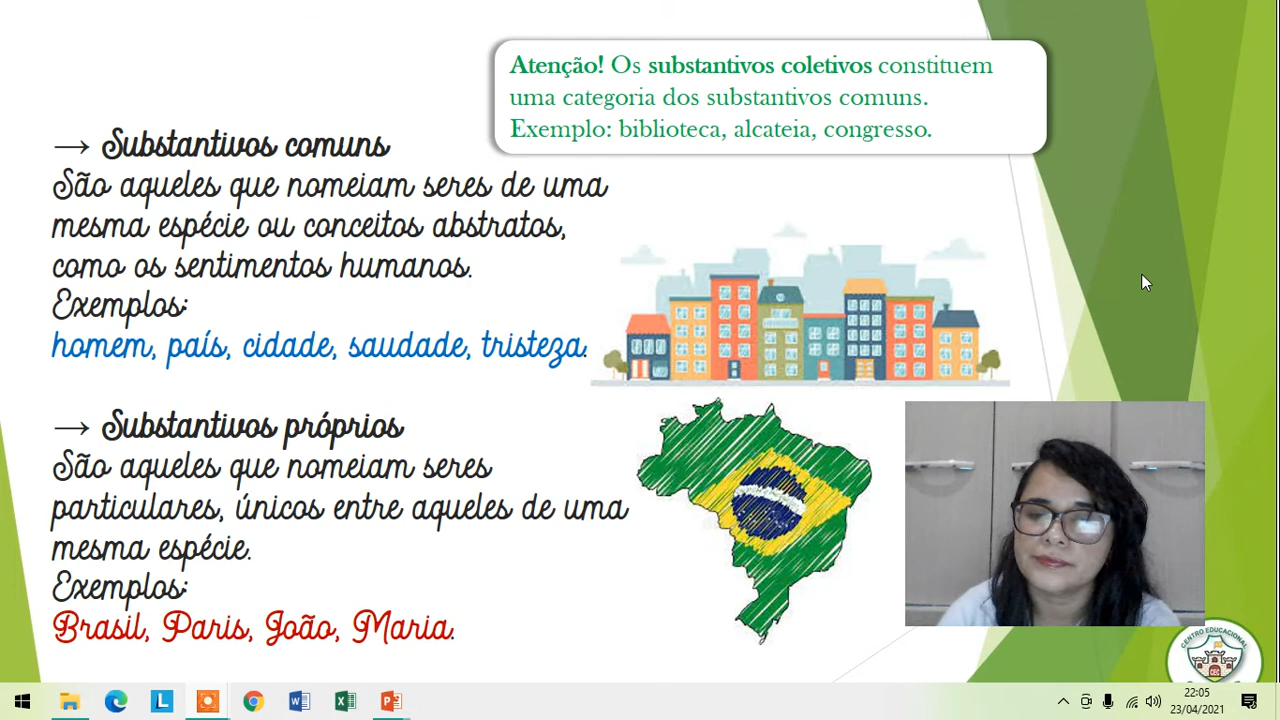 Atenção! Os substantivos coletivos constituem
uma categoria dos substantivos comuns.
Exemplo: biblioteca, alcateia, congresso.
→ Substantivos comuns
São aqueles que nomeiam seres de uma
mesma espécie ou conceitos abstratos,
como os sentimentos humanos.
Exemplos:
homem, país, cidade, saudade, tristeza.
→ Substantivos próprios
São aqueles que nomeiam seres
particulares, únicos entre aqueles de uma
mesma espécie.
Exemplos:
Brasil, Paris, João, Maria.
CENTRO EDUCACIONAL
CEC
22:05
23/04/2021